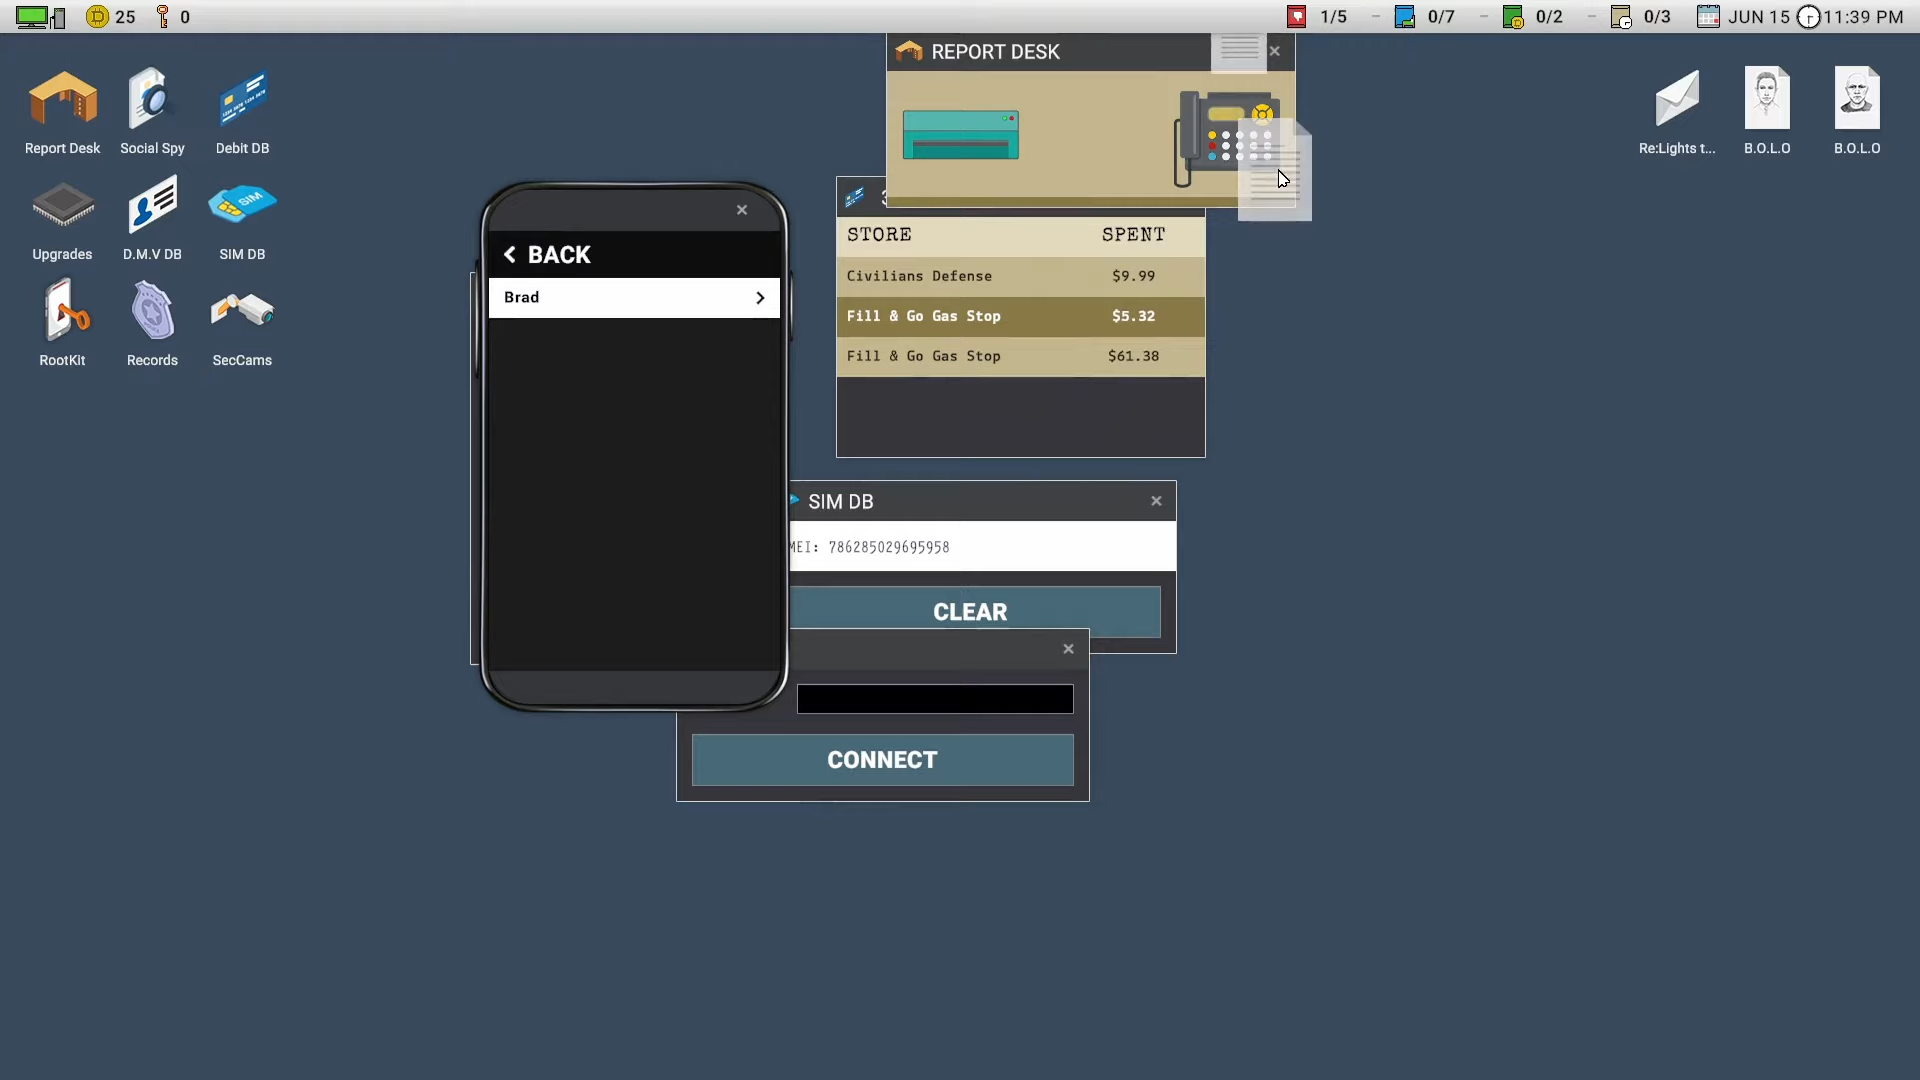 25
0
1/5
0/7
0/2
0/3
JUN 15
11:39 PM
REPORT DESK
Report Desk
Social Spy
Debit DB
Re:Lights t...
B.O.L.O
B.O.L.O
Upgrades
D.M.V DB
SIM DB
RootKit
Records
SecCams
BACK
Brad
STORE SPENT
Civilians Defense $9.99
Fill & Go Gas Stop $5.32
Fill & Go Gas Stop $61.38
SIM DB
MEI: 786285029695958
CLEAR
CONNECT